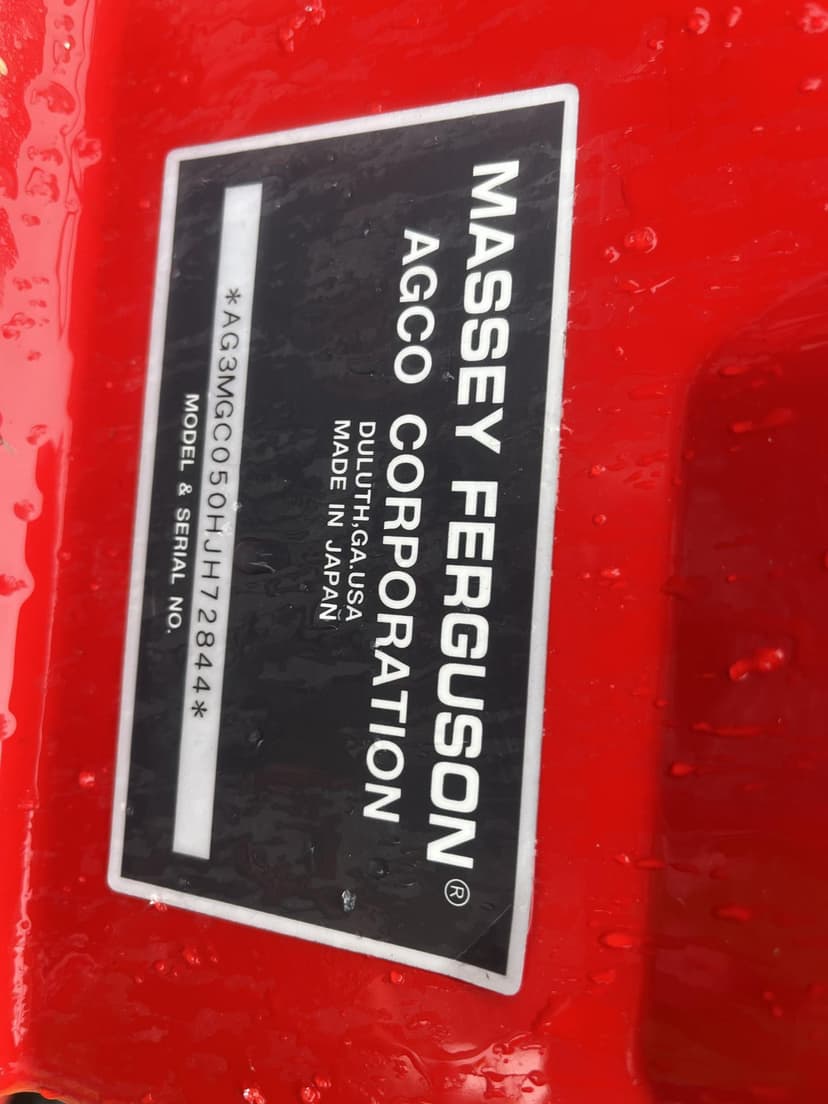 MASSEY FERGUSON®
AGCO CORPORATION
DULUTH,GA.USA
MADE IN JAPAN
*AG3MGC050HJH72844*
MODEL & SERIAL NO.